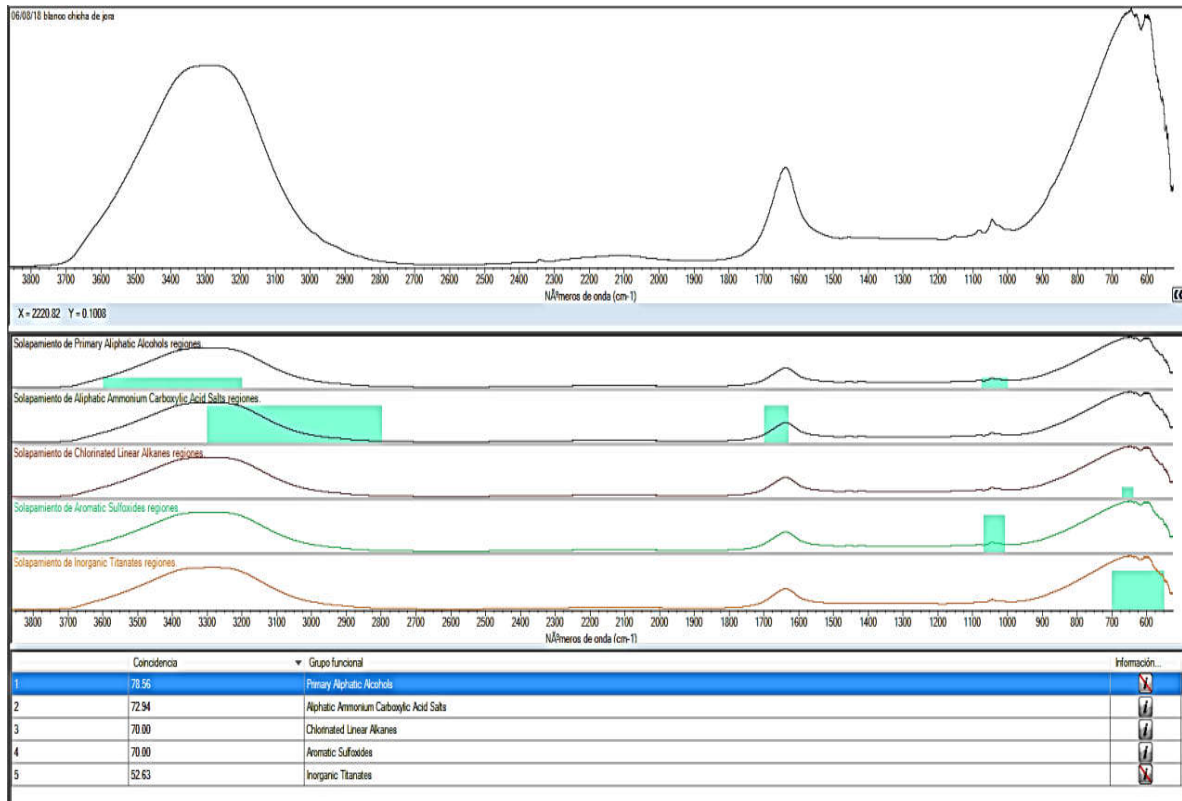 06/08/18 blanco chicha de jora
3800 3700 3600 3500 3400 3300 3200 3100 3000 2900 2800 2700 2600 2500 2400 2300 2200 2100 2000 1900 1800 1700 1600 1500 1400 1300 1200 1100 1000 900 800 700 600
NÃºmeros de onda (cm-1)
X = 2220.82 Y = 0.1008
Solapamiento de Primary Aliphatic Alcohols regiones.
Solapamiento de Aliphatic Ammonium Carboxylic Acid Salts regiones.
Solapamiento de Chlorinated Linear Alkanes regiones.
Solapamiento de Aromatic Sulfoxides regiones.
Solapamiento de Inorganic Titanates regiones.
3800 3700 3600 3500 3400 3300 3200 3100 3000 2900 2800 2700 2600 2500 2400 2300 2200 2100 2000 1900 1800 1700 1600 1500 1400 1300 1200 1100 1000 900 800 700 600
NÃºmeros de onda (cm-1)
Coincidencia Grupo funcional Información...
1 78.56 Primary Aliphatic Alcohols
2 72.94 Aliphatic Ammonium Carboxylic Acid Salts
3 70.00 Chlorinated Linear Alkanes
4 70.00 Aromatic Sulfoxides
5 52.63 Inorganic Titanates